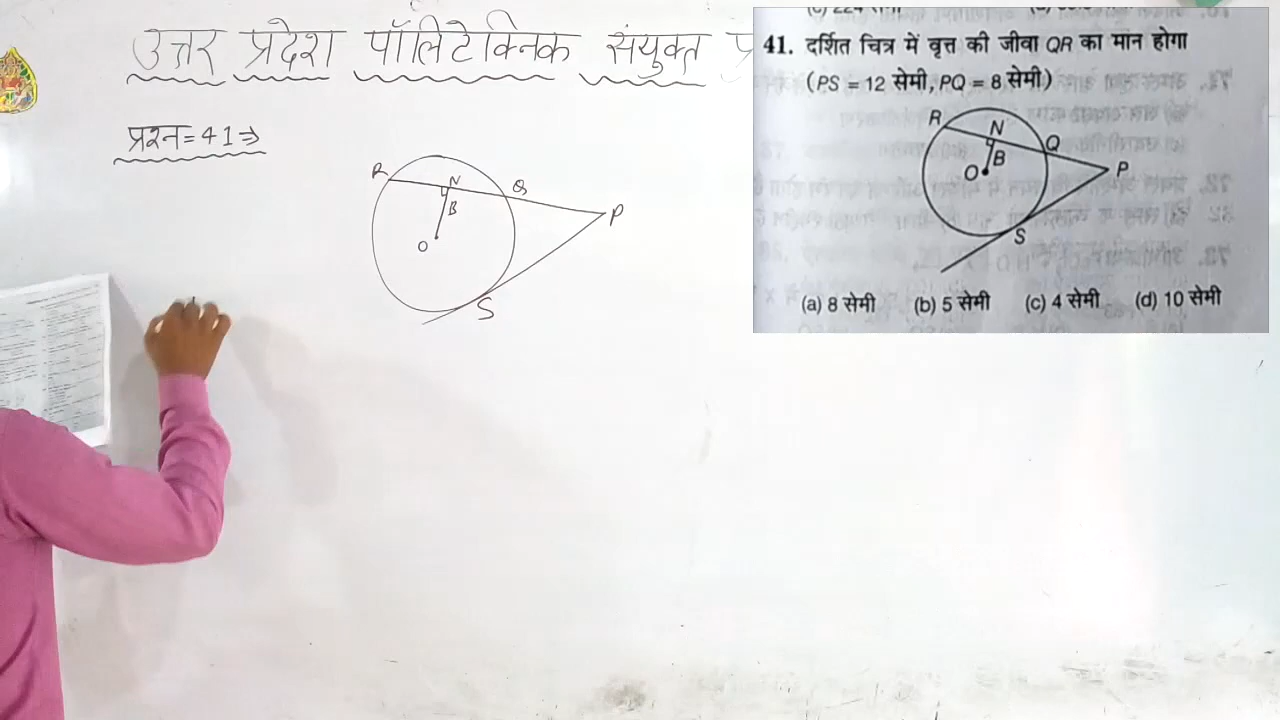 उत्तर प्रदेश पॉलिटेक्निक संयुक्त
प्रश्न=41⇒
R
N
Q
B
P
O
S
41. दर्शित चित्र में वृत्त की जीवा QR का मान होगा
(PS = 12 सेमी, PQ = 8 सेमी)
R
N
Q
B
O
P
S
(a) 8 सेमी (b) 5 सेमी (c) 4 सेमी (d) 10 सेमी